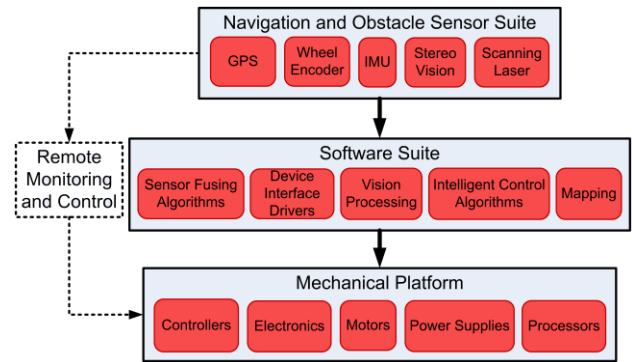 Navigation and Obstacle Sensor Suite
GPS
Wheel
Encoder
IMU
Stereo
Vision
Scanning
Laser
Remote
Monitoring
and Control
Software Suite
Sensor Fusing
Algorithms
Device
Interface
Drivers
Vision
Processing
Intelligent Control
Algorithms
Mapping
Mechanical Platform
Controllers
Electronics
Motors
Power Supplies
Processors